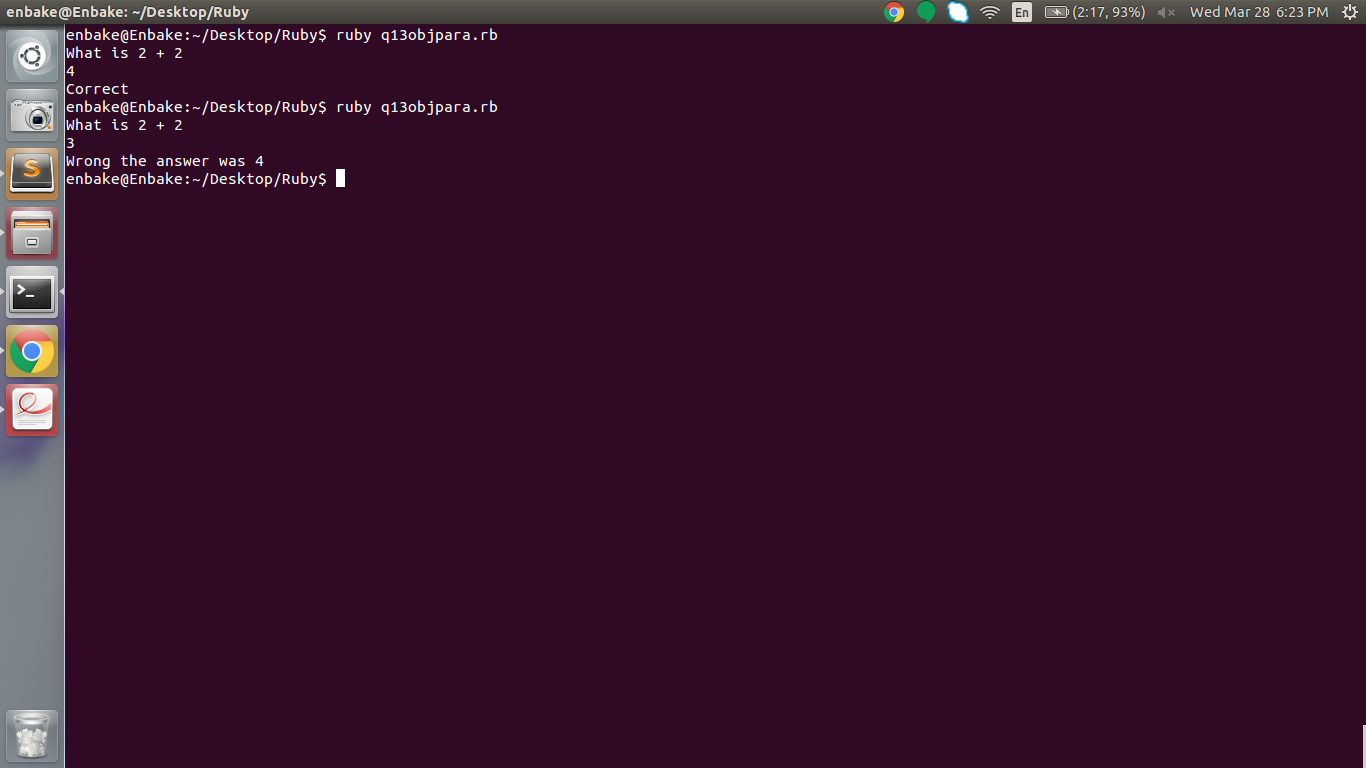 enbake@Enbake: ~/Desktop/Ruby
En (2:17, 93%) Wed Mar 28 6:23 PM
enbake@Enbake:~/Desktop/Ruby$ ruby q13objpara.rb
What is 2 + 2
4
Correct
enbake@Enbake:~/Desktop/Ruby$ ruby q13objpara.rb
What is 2 + 2
3
Wrong the answer was 4
enbake@Enbake:~/Desktop/Ruby$